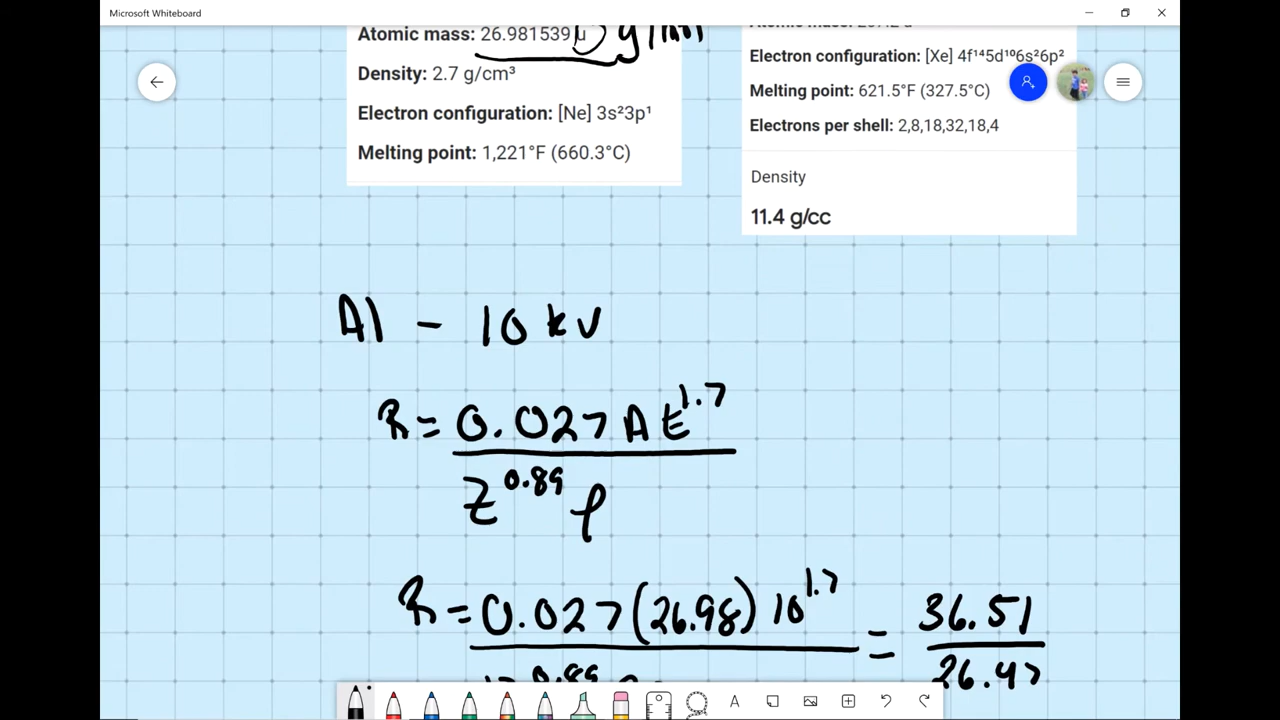 Microsoft Whiteboard
Atomic mass: 26.981539 u g/mol
Density: 2.7 g/cm³
Electron configuration: [Ne] 3s²3p¹
Melting point: 1,221°F (660.3°C)
Electron configuration: [Xe] 4f¹⁴5d¹⁰6s²6p²
Melting point: 621.5°F (327.5°C)
Electrons per shell: 2,8,18,32,18,4
Density
11.4 g/cc
Al - 10 kv
R = 0.027 A E^1.7
Z^0.89 ρ
R = 0.027(26.98) 10^1.7 = 36.51
0.89 26.47
A